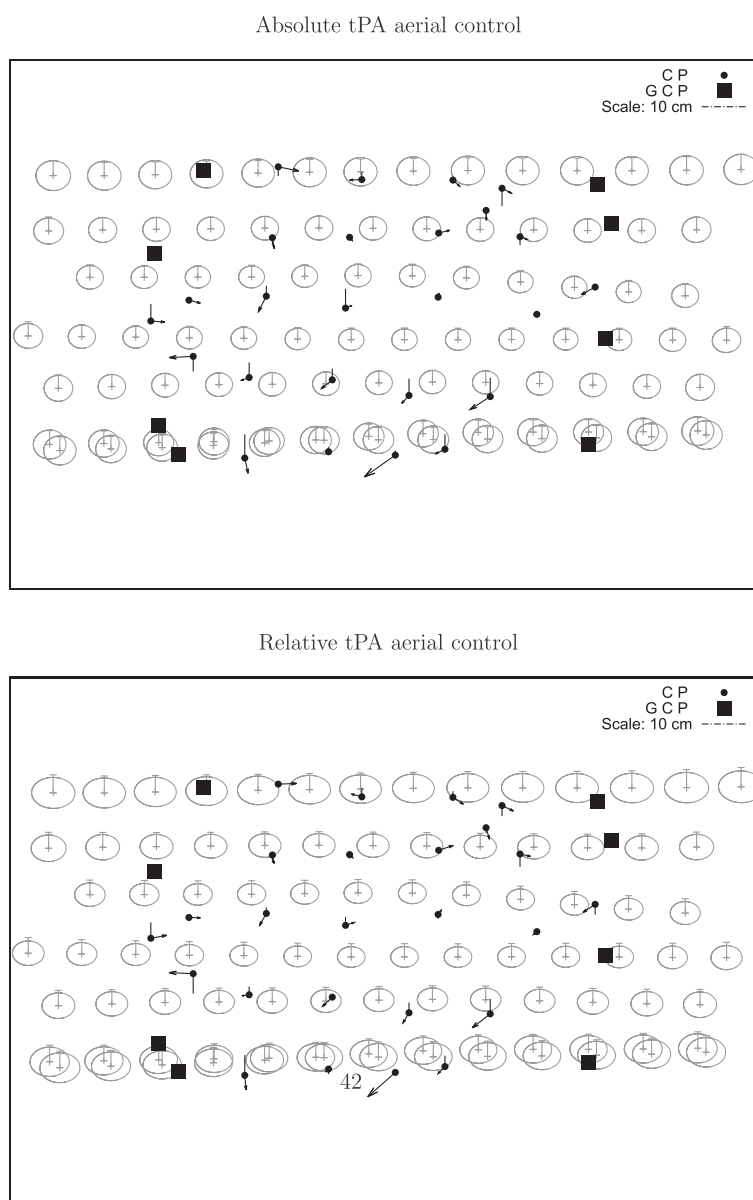 Absolute tPA aerial control
C P
G C P
Scale: 10 cm
Relative tPA aerial control
C P
G C P
Scale: 10 cm
42